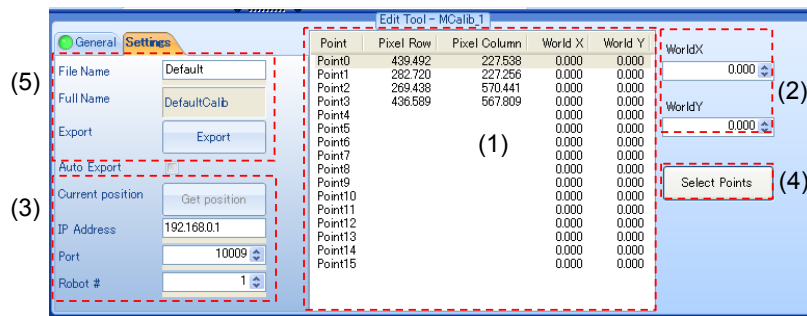 Edit Tool - MCalib_1
General Settings
(5)
File Name Default
Full Name DefaultCalib
Export Export
Auto Export
(3)
Current position Get position
IP Address 192.168.0.1
Port 10009
Robot # 1
Point Pixel Row Pixel Column World X World Y
Point0 439.492 227.538 0.000 0.000
Point1 282.720 227.256 0.000 0.000
Point2 269.438 570.441 0.000 0.000
Point3 436.589 567.809 0.000 0.000
Point4 0.000 0.000
Point5 0.000 0.000
Point6 0.000 0.000
Point7 0.000 0.000
Point8 0.000 0.000
Point9 0.000 0.000
Point10 0.000 0.000
Point11 0.000 0.000
Point12 0.000 0.000
Point13 0.000 0.000
Point14 0.000 0.000
Point15 0.000 0.000
(1)
WorldX
0.000
(2)
WorldY
0.000
Select Points
(4)